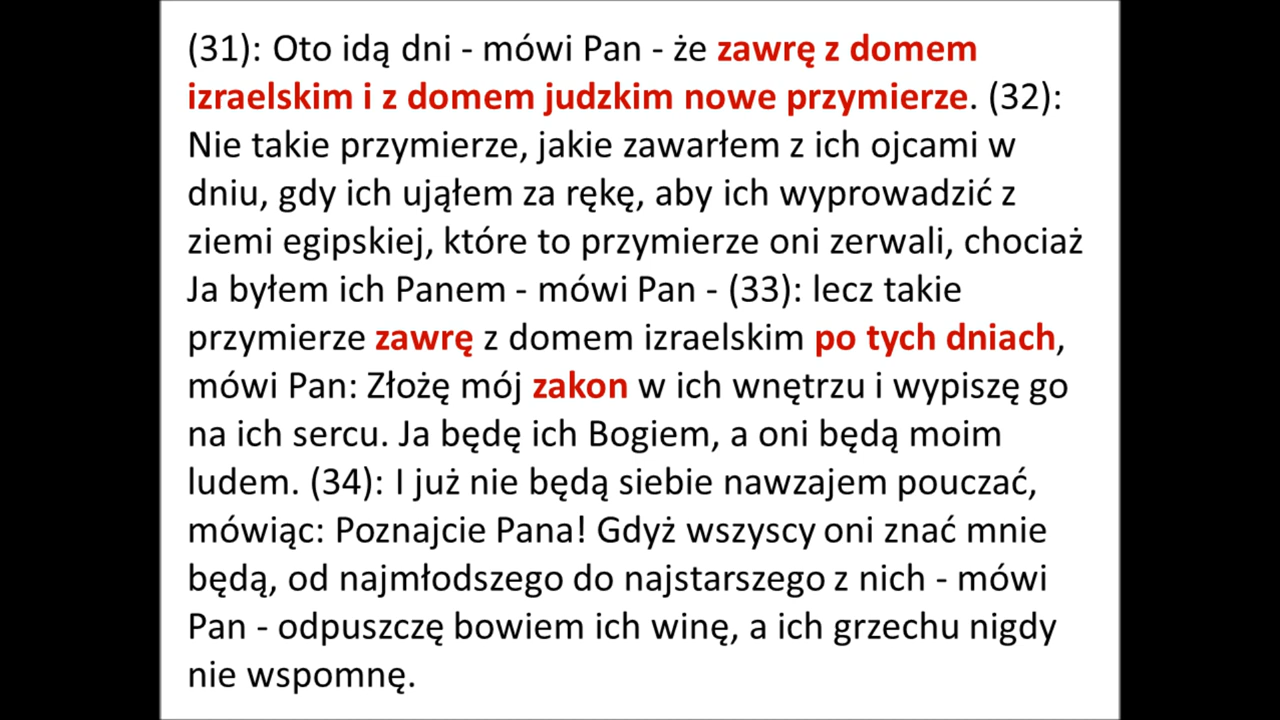 (31): Oto idą dni - mówi Pan - że zawrę z domem
izraelskim i z domem judzkim nowe przymierze. (32):
Nie takie przymierze, jakie zawarłem z ich ojcami w
dniu, gdy ich ująłem za rękę, aby ich wyprowadzić z
ziemi egipskiej, które to przymierze oni zerwali, chociaż
Ja byłem ich Panem - mówi Pan - (33): lecz takie
przymierze zawrę z domem izraelskim po tych dniach,
mówi Pan: Złożę mój zakon w ich wnętrzu i wypiszę go
na ich sercu. Ja będę ich Bogiem, a oni będą moim
ludem. (34): I już nie będą siebie nawzajem pouczać,
mówiąc: Poznajcie Pana! Gdyż wszyscy oni znać mnie
będą, od najmłodszego do najstarszego z nich - mówi
Pan - odpuszczę bowiem ich winę, a ich grzechu nigdy
nie wspomnę.